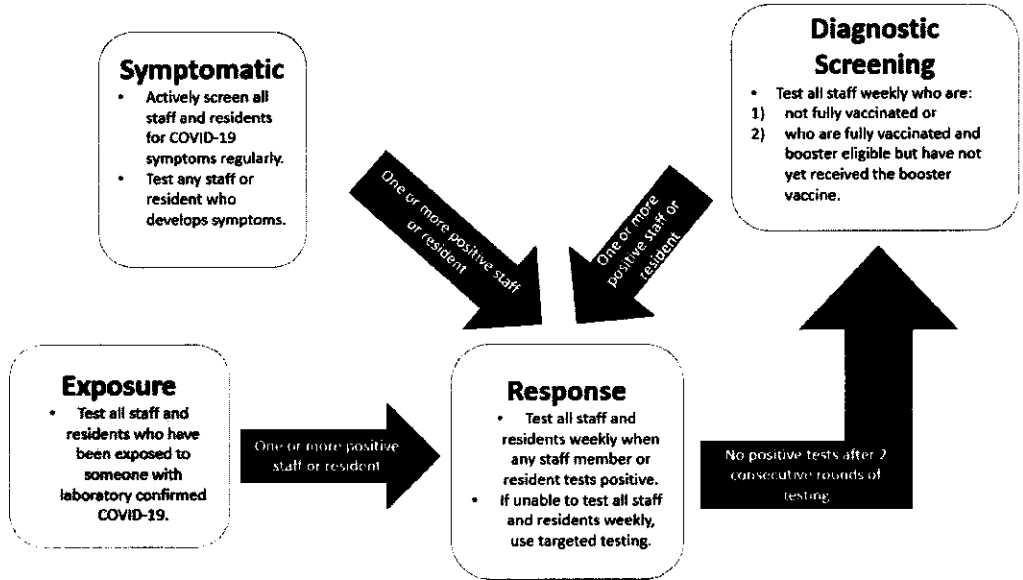 Symptomatic
• Actively screen all
staff and residents
for COVID-19
symptoms regularly.
• Test any staff or
resident who
develops symptoms.
Diagnostic
Screening
• Test all staff weekly who are:
1) not fully vaccinated or
2) who are fully vaccinated and
booster eligible but have not
yet received the booster
vaccine.
One or more positive staff
or resident
One or more
positive staff or
resident
Exposure
• Test all staff and
residents who have
been exposed to
someone with
laboratory confirmed
COVID-19.
One or more positive
staff or resident
Response
• Test all staff and
residents weekly when
any staff member or
resident tests positive.
• If unable to test all staff
and residents weekly,
use targeted testing.
No positive tests after 2
consecutive rounds of
testing